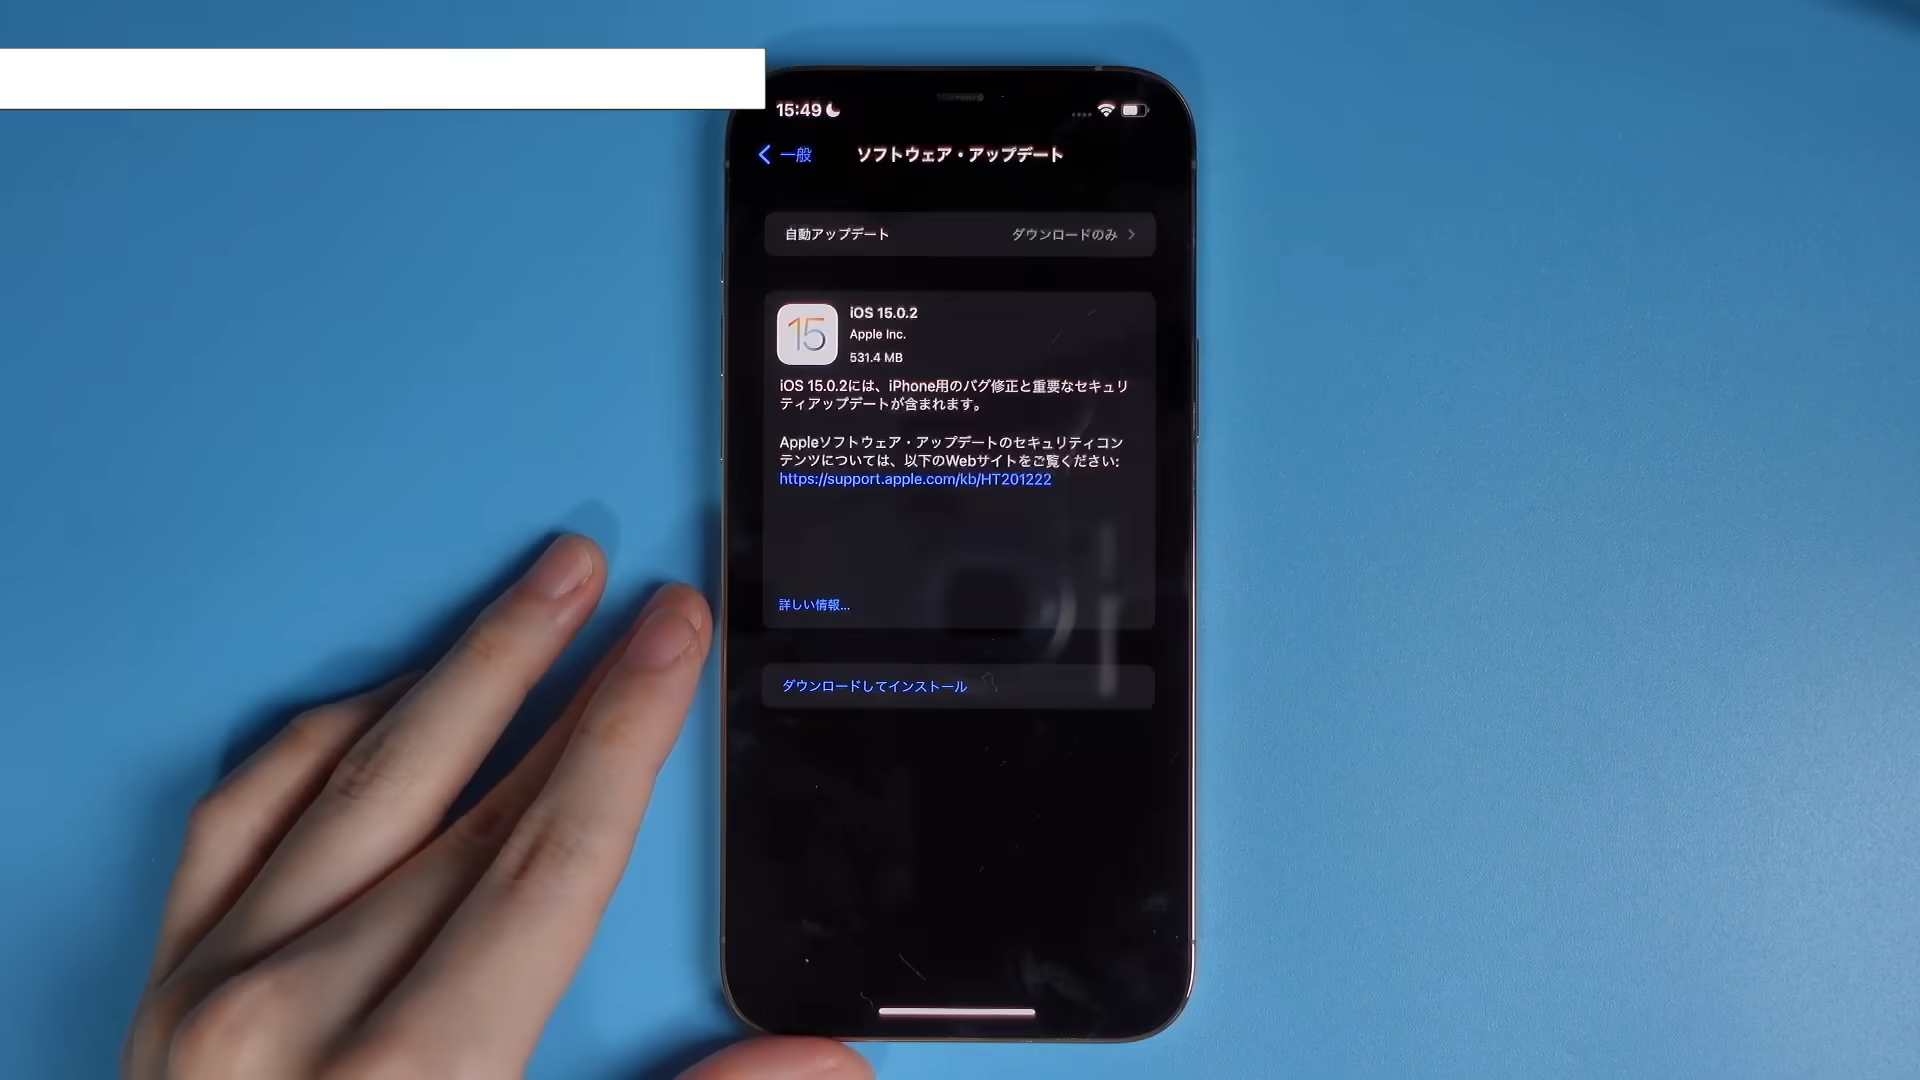 15:49
一般
ソフトウェア・アップデート
自動アップデート ダウンロードのみ
15
iOS 15.0.2
Apple Inc.
531.4 MB
iOS 15.0.2には、iPhone用のバグ修正と重要なセキュリ
ティアップデートが含まれます。
Appleソフトウェア・アップデートのセキュリティコン
テンツについては、以下のWebサイトをご覧ください:
https://support.apple.com/kb/HT201222
詳しい情報...
ダウンロードしてインストール